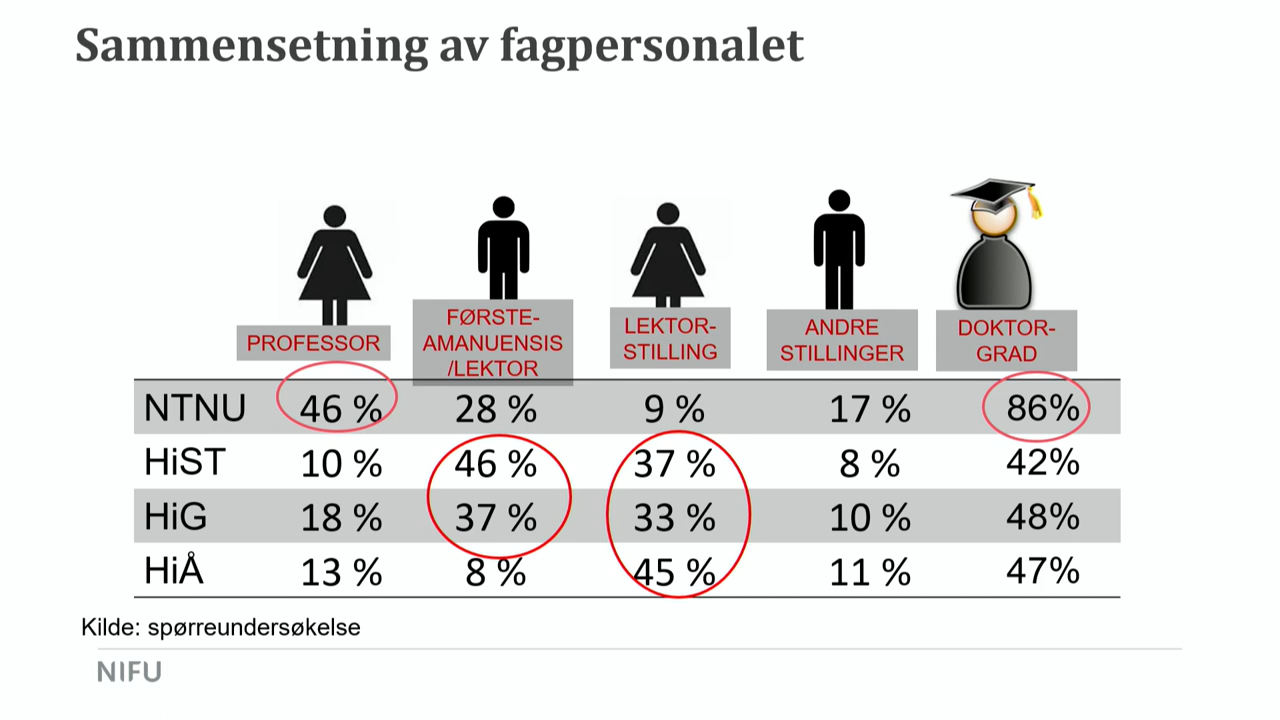 Sammensetning av fagpersonalet
PROFESSOR
FØRSTE-
AMANUENSIS
/LEKTOR
LEKTOR-
STILLING
ANDRE
STILLINGER
DOKTOR-
GRAD
NTNU 46 % 28 % 9 % 17 % 86%
HiST 10 % 46 % 37 % 8 % 42%
HiG 18 % 37 % 33 % 10 % 48%
HiÅ 13 % 8 % 45 % 11 % 47%
Kilde: spørreundersøkelse
NIFU